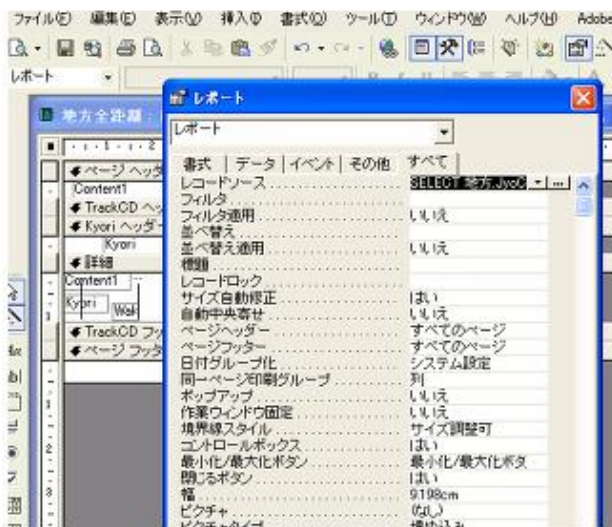 ファイル(F) 編集(E) 表示(V) 挿入(I) 書式(O) ツール(T) ウィンドウ(W) ヘルプ(H) Adobe
レポート
レポート
地方全距離 :
レポート
書式 データ イベント その他 すべて
ページ ヘッダ
Content1
TrackCD ヘッ
Kyori ヘッダー
Kyori
詳細
Content1
Kyori
Wak
TrackCD フッ
ページ フッタ
レコードソース SELECT 地方.JyoC
フィルタ
フィルタ適用 いいえ
並べ替え
並べ替え適用 いいえ
標題
レコードロック
サイズ自動修正 はい
自動中央寄せ いいえ
ページヘッダー すべてのページ
ページフッター すべてのページ
日付グループ化 システム設定
同一ページ印刷グループ 列
ポップアップ いいえ
作業ウィンドウ固定 いいえ
境界線スタイル サイズ調整可
コントロールボックス はい
最小化/最大化ボタン 最小化/最大化ボタ
閉じるボタン はい
幅 9.198cm
ピクチャ (なし)
ピクチャタイプ 埋め込み